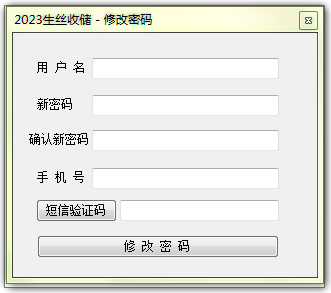 2023生丝收储 - 修改密码
用 户 名
新密码
确认新密码
手 机 号
短信验证码
修 改 密 码